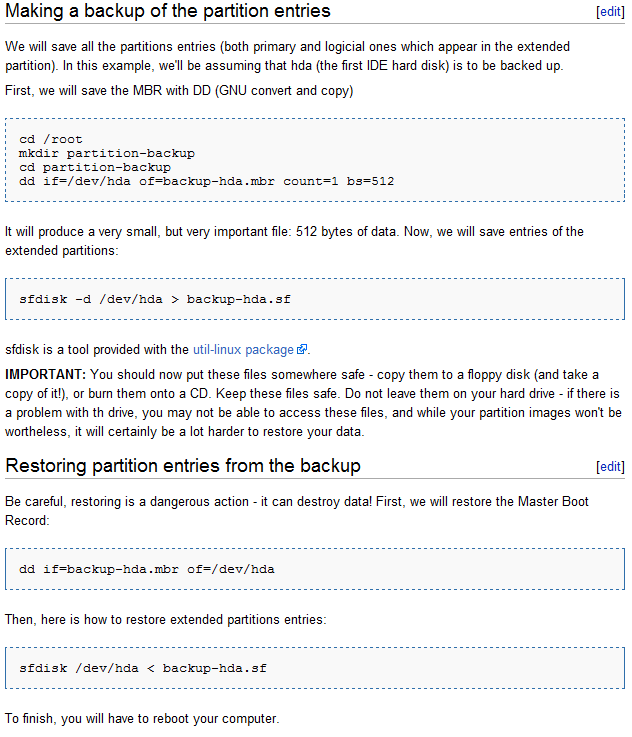 Making a backup of the partition entries
[edit]
We will save all the partitions entries (both primary and logicial ones which appear in the extended
partition). In this example, we'll be assuming that hda (the first IDE hard disk) is to be backed up.
First, we will save the MBR with DD (GNU convert and copy)
cd /root
mkdir partition-backup
cd partition-backup
dd if=/dev/hda of=backup-hda.mbr count=1 bs=512
It will produce a very small, but very important file: 512 bytes of data. Now, we will save entries of the
extended partitions:
sfdisk -d /dev/hda > backup-hda.sf
sfdisk is a tool provided with the util-linux package.
IMPORTANT: You should now put these files somewhere safe - copy them to a floppy disk (and take a
copy of it!), or burn them onto a CD. Keep these files safe. Do not leave them on your hard drive - if there is
a problem with th drive, you may not be able to access these files, and while your partition images won't be
wortheless, it will certainly be a lot harder to restore your data.
Restoring partition entries from the backup
[edit]
Be careful, restoring is a dangerous action - it can destroy data! First, we will restore the Master Boot
Record:
dd if=backup-hda.mbr of=/dev/hda
Then, here is how to restore extended partitions entries:
sfdisk /dev/hda < backup-hda.sf
To finish, you will have to reboot your computer.